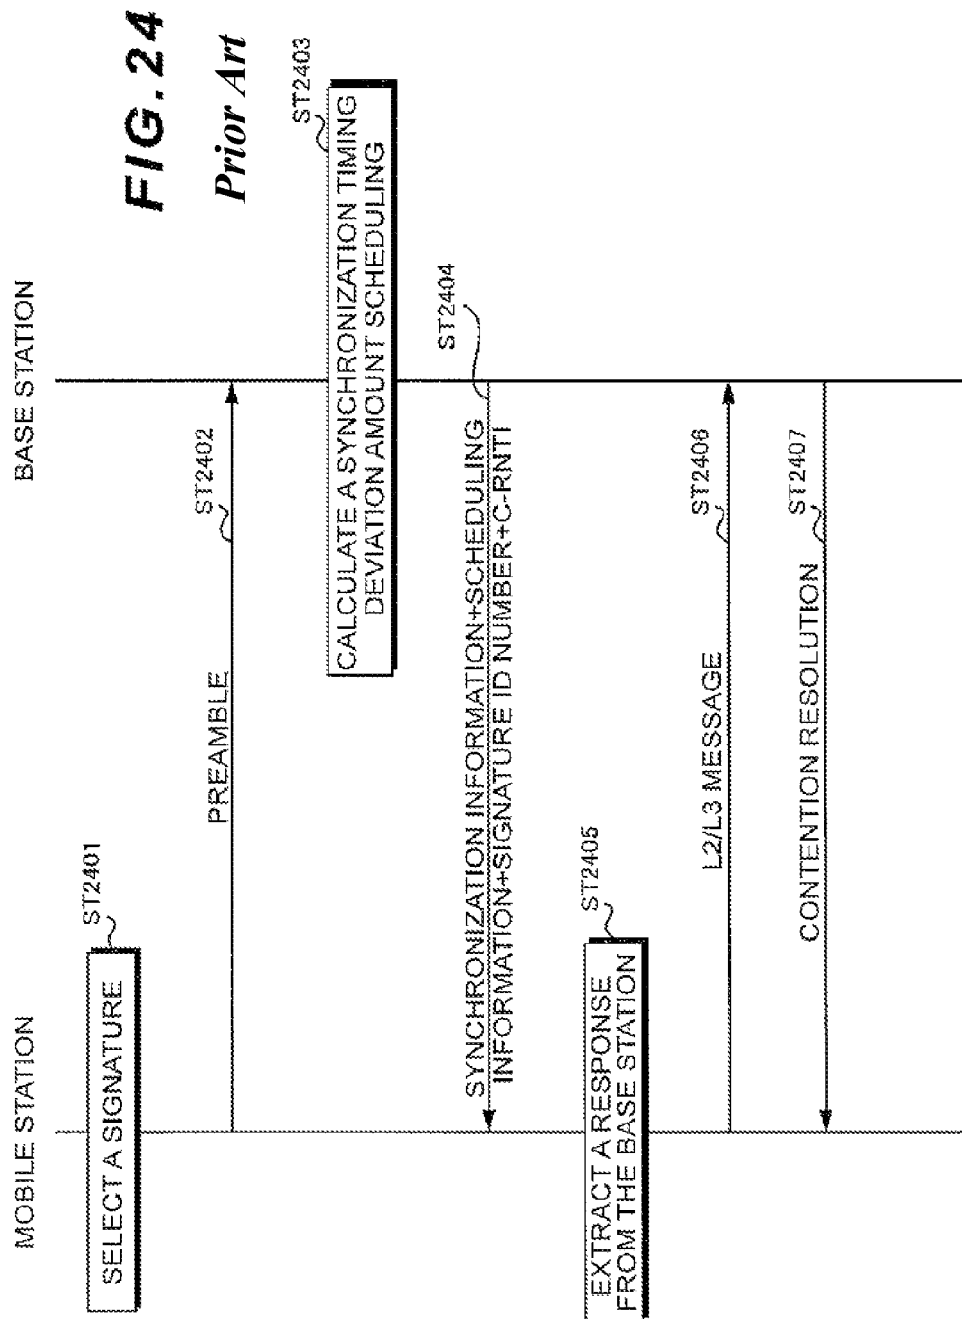 FIG.24
Prior Art
MOBILE STATION
BASE STATION
SELECT A SIGNATURE
ST2401
PREAMBLE
ST2402
ST2403
CALCULATE A SYNCHRONIZATION TIMING
DEVIATION AMOUNT SCHEDULING
ST2404
SYNCHRONIZATION INFORMATION+SCHEDULING
INFORMATION+SIGNATURE ID NUMBER+C-RNTI
ST2405
EXTRACT A RESPONSE
FROM THE BASE STATION
L2/L3 MESSAGE
ST2406
CONTENTION RESOLUTION
ST2407